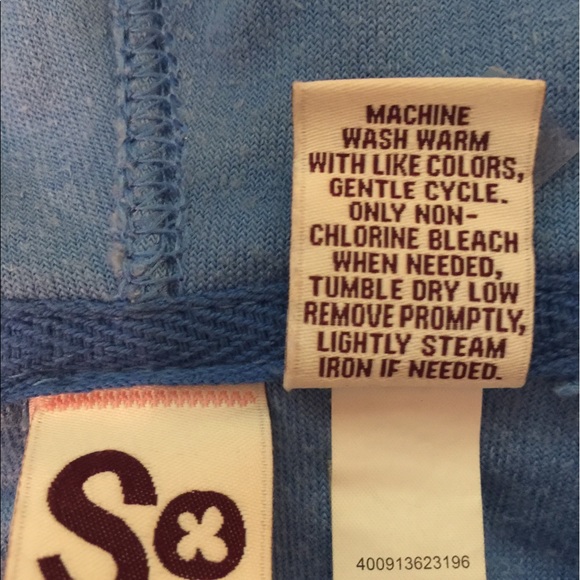 MACHINE
WASH WARM
WITH LIKE COLORS,
GENTLE CYCLE.
ONLY NON-
CHLORINE BLEACH
WHEN NEEDED,
TUMBLE DRY LOW
REMOVE PROMPTLY,
LIGHTLY STEAM
IRON IF NEEDED.
So
400913623196